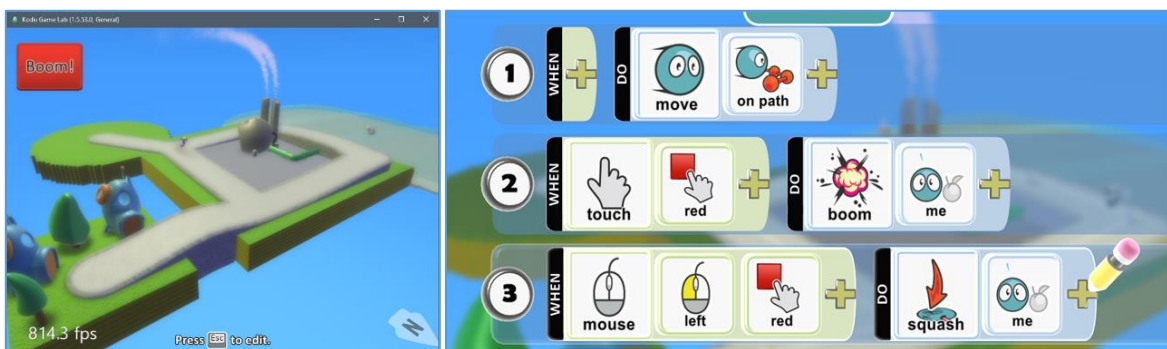 Kodu Game Lab (1.5.53.0, General)
Boom!
814.3 fps
Press Esc to edit.
N
1
WHEN
DO
move
on path
2
WHEN
touch
red
DO
boom
me
3
WHEN
mouse
left
red
DO
squash
me